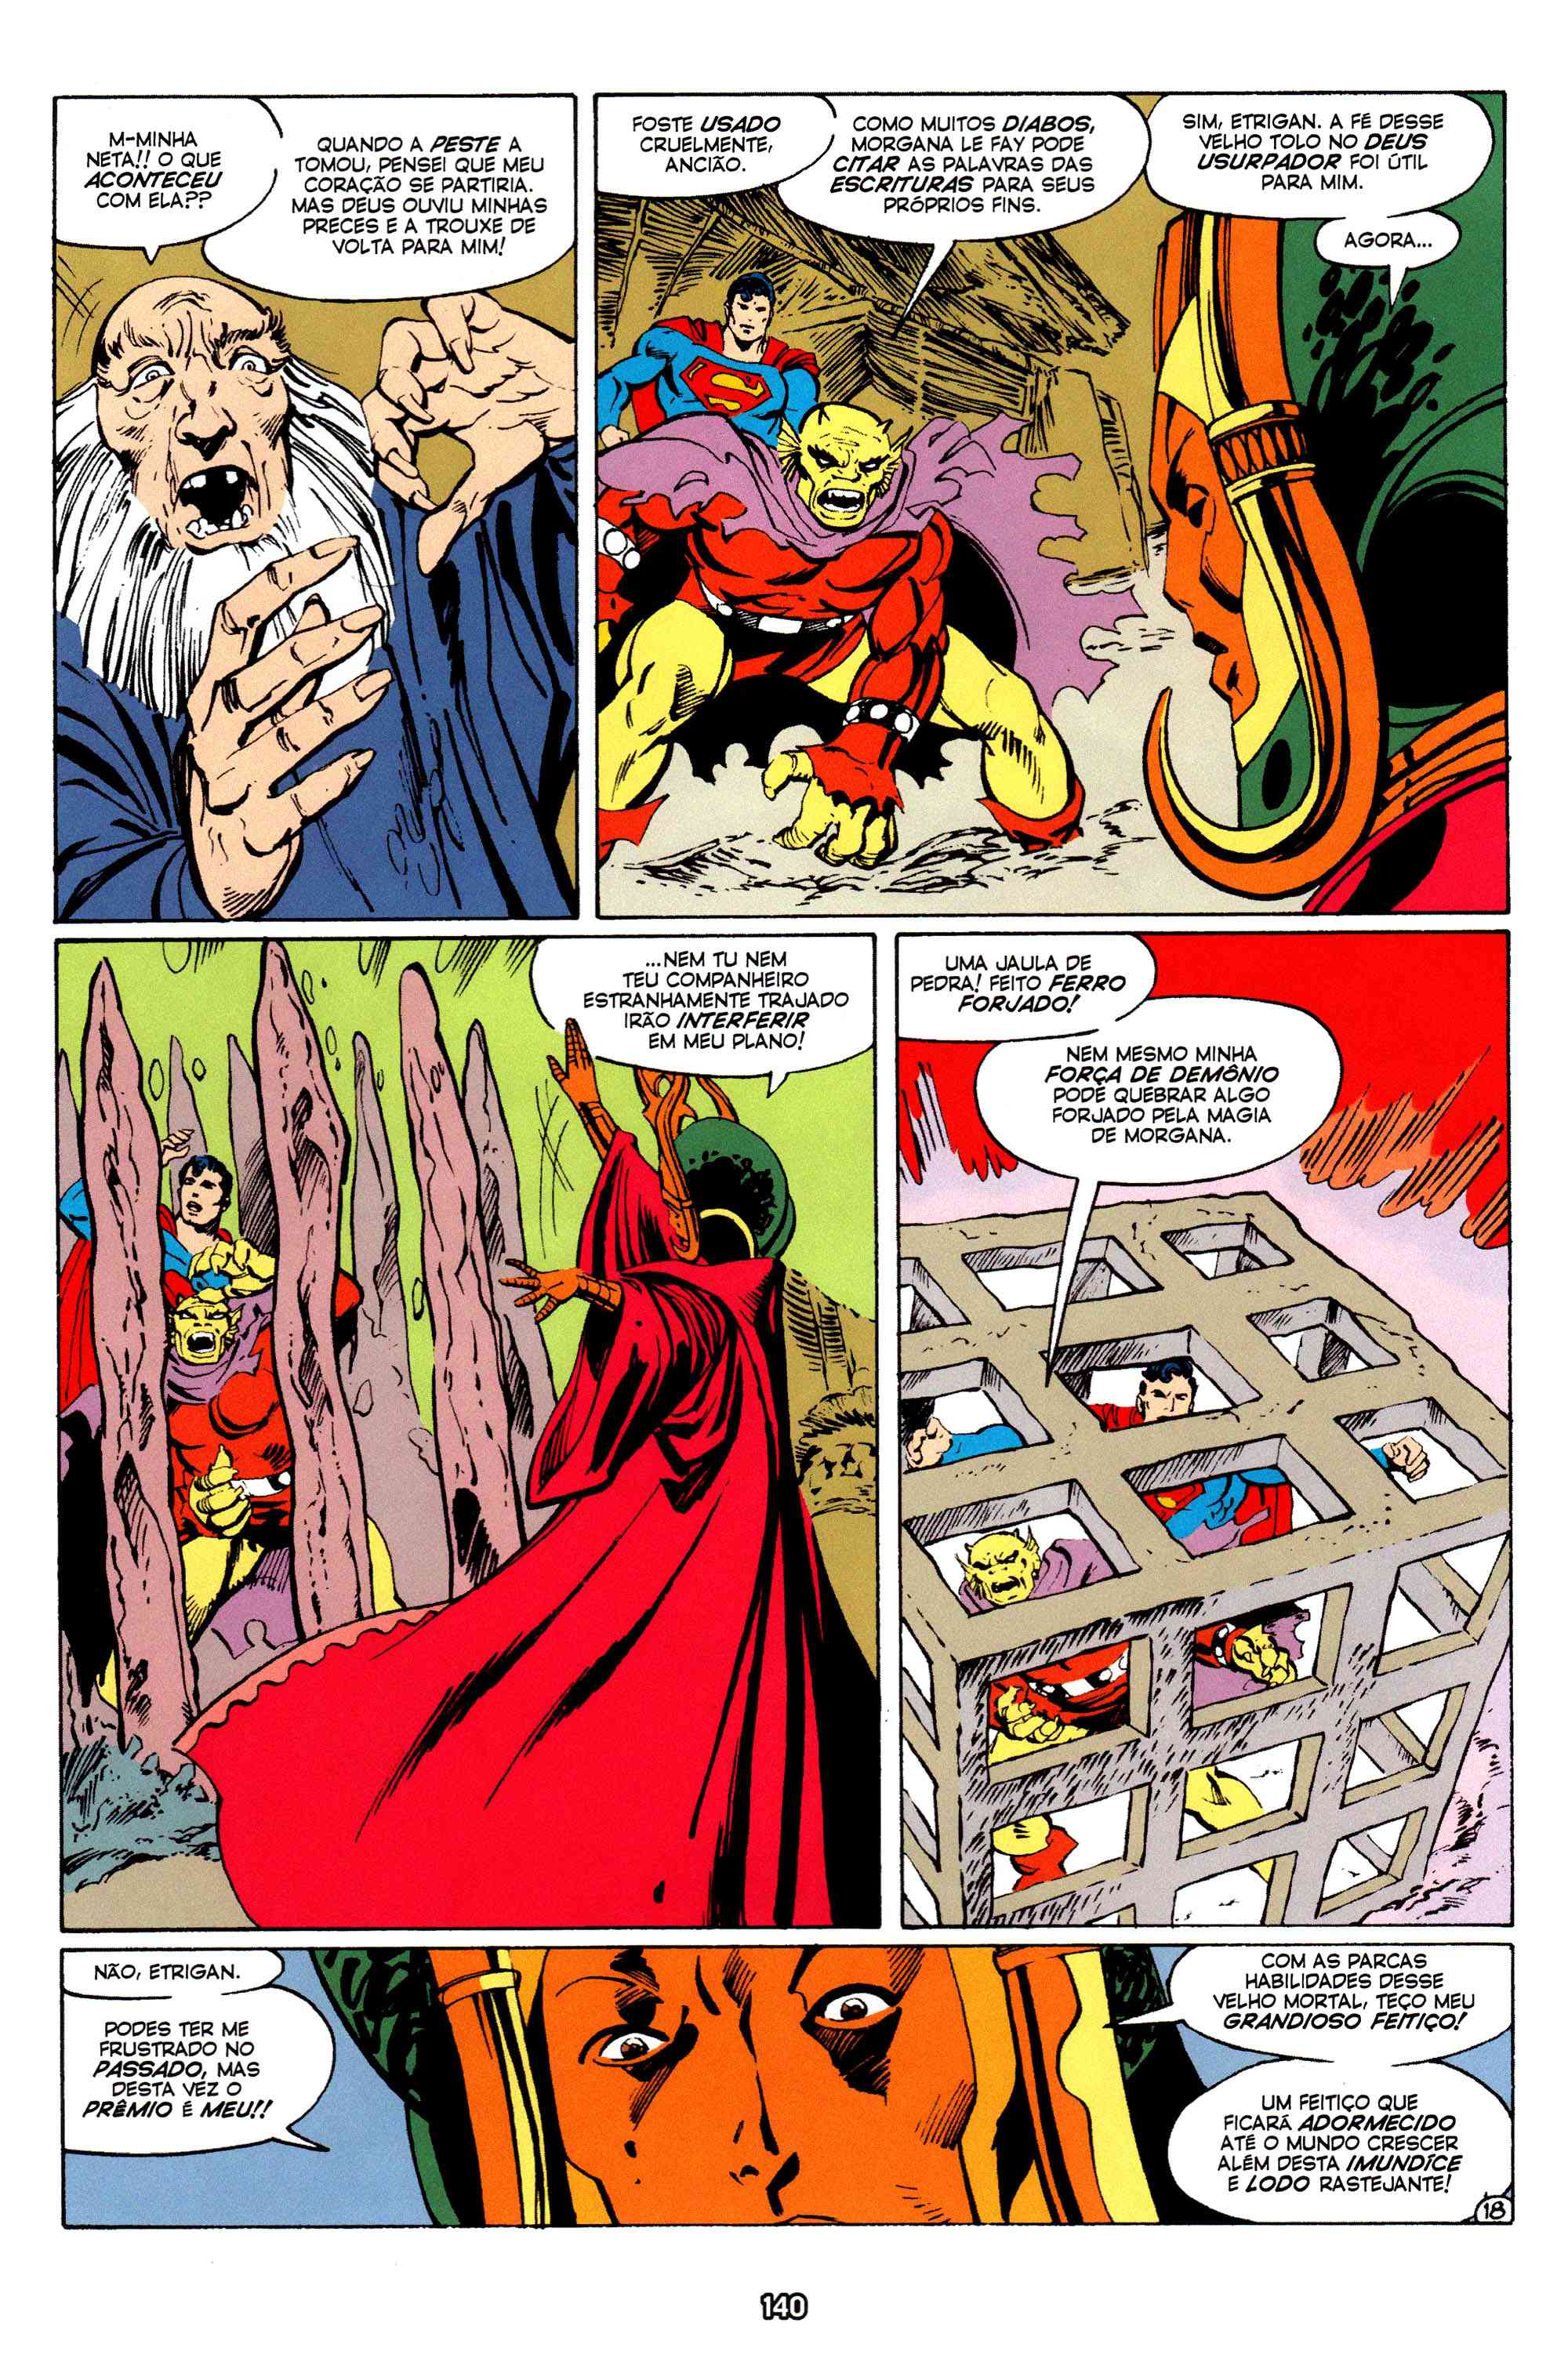 M-MINHA
NETA!! O QUE
ACONTECEU
COM ELA??
QUANDO A PESTE A
TOMOU, PENSEI QUE MEU
CORAÇÃO SE PARTIRIA.
MAS DEUS OUVIU MINHAS
PRECES E A TROUXE DE
VOLTA PARA MIM!
FOSTE USADO
CRUELMENTE,
ANCIÃO.
COMO MUITOS DIABOS,
MORGANA LE FAY PODE
CITAR AS PALAVRAS DAS
ESCRITURAS PARA SEUS
PRÓPRIOS FINS.
SIM, ETRIGAN. A FÉ DESSE
VELHO TOLO NO DEUS
USURPADOR FOI ÚTIL
PARA MIM.
AGORA...
...NEM TU NEM
TEU COMPANHEIRO
ESTRANHAMENTE TRAJADO
IRÃO INTERFERIR
EM MEU PLANO!
UMA JAULA DE
PEDRA! FEITO FERRO
FORJADO!
NEM MESMO MINHA
FORÇA DE DEMÔNIO
PODE QUEBRAR ALGO
FORJADO PELA MAGIA
DE MORGANA.
NÃO, ETRIGAN.
PODES TER ME
FRUSTRADO NO
PASSADO, MAS
DESTA VEZ O
PRÊMIO É MEU!!
COM AS PARCAS
HABILIDADES DESSE
VELHO MORTAL, TEÇO MEU
GRANDIOSO FEITIÇO!
UM FEITIÇO QUE
FICARÁ ADORMECIDO
ATÉ O MUNDO CRESCER
ALÉM DESTA IMUNDÍCE
E LODO RASTEJANTE!
18
140